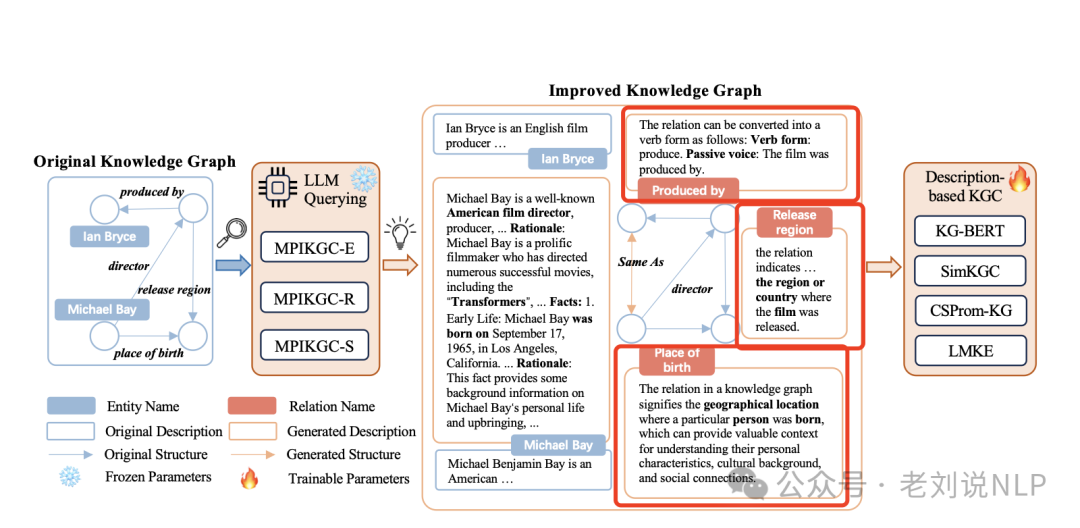 Improved Knowledge Graph
Original Knowledge Graph
produced by
Ian Bryce
director
release region
Michael Bay
place of birth
LLM
Querying
MPIKGC-E
MPIKGC-R
MPIKGC-S
Ian Bryce is an English film
producer …
Ian Bryce
Michael Bay is a well-known
American film director,
producer, ... Rationale:
Michael Bay is a prolific
filmmaker who has directed
numerous successful movies,
including the
"Transformers", ... Facts: 1.
Early Life: Michael Bay was
born on September 17,
1965, in Los Angeles,
California. ... Rationale:
This fact provides some
background information on
Michael Bay's personal life
and upbringing, ...
Michael Bay
Michael Benjamin Bay is an
American …
The relation can be converted into a
verb form as follows: Verb form:
produce. Passive voice: The film was
produced by.
Produced by
Same As
director
Release
region
the relation
indicates …
the region or
country where
the film was
released.
Place of
birth
The relation in a knowledge graph
signifies the geographical location
where a particular person was born,
which can provide valuable context
for understanding their personal
characteristics, cultural background,
and social connections.
Description-
based KGC
KG-BERT
SimKGC
CSProm-KG
LMKE
Entity Name
Relation Name
Original Description
Generated Description
Original Structure
Generated Structure
Frozen Parameters
Trainable Parameters
公众号 · 老刘说NLP